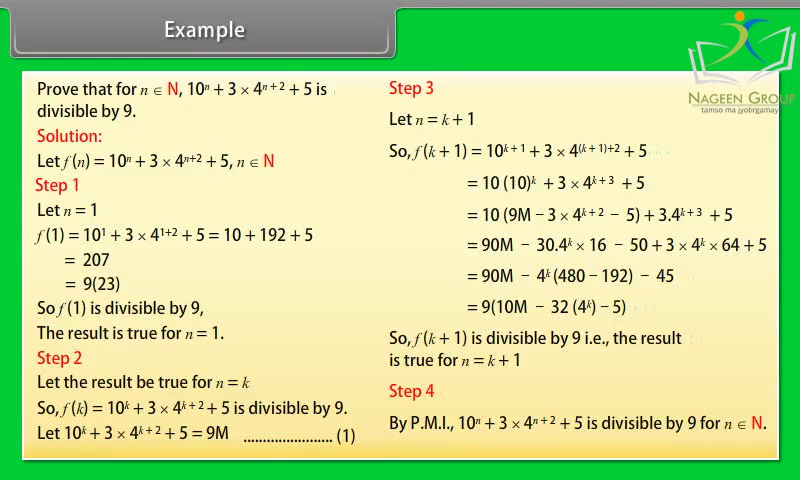 Example
NAGEEN GROUP
tamso ma jyotirgamay
Prove that for n ∈ N, 10ⁿ + 3 × 4ⁿ⁺² + 5 is
divisible by 9.
Solution:
Let f(n) = 10ⁿ + 3 × 4ⁿ⁺² + 5, n ∈ N
Step 1
Let n = 1
f(1) = 10¹ + 3 × 4¹⁺² + 5 = 10 + 192 + 5
= 207
= 9(23)
So f(1) is divisible by 9,
The result is true for n = 1.
Step 2
Let the result be true for n = k
So, f(k) = 10ᵏ + 3 × 4ᵏ⁺² + 5 is divisible by 9.
Let 10ᵏ + 3 × 4ᵏ⁺² + 5 = 9M ....................... (1)
Step 3
Let n = k + 1
So, f(k + 1) = 10ᵏ⁺¹ + 3 × 4⁽ᵏ⁺¹⁾⁺² + 5
= 10 (10)ᵏ + 3 × 4ᵏ⁺³ + 5
= 10 (9M − 3 × 4ᵏ⁺² − 5) + 3.4ᵏ⁺³ + 5
= 90M − 30.4ᵏ × 16 − 50 + 3 × 4ᵏ × 64 + 5
= 90M − 4ᵏ (480 − 192) − 45
= 9(10M − 32 (4ᵏ) − 5)
So, f(k + 1) is divisible by 9 i.e., the result
is true for n = k + 1
Step 4
By P.M.I., 10ⁿ + 3 × 4ⁿ⁺² + 5 is divisible by 9 for n ∈ N.